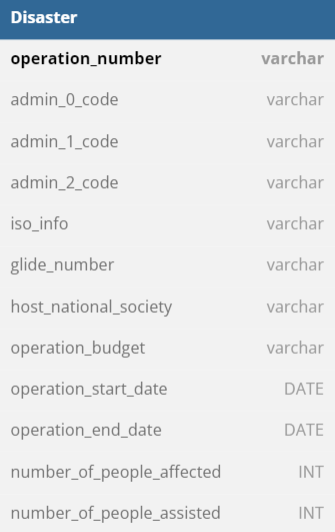 Disaster
operation_number varchar
admin_0_code varchar
admin_1_code varchar
admin_2_code varchar
iso_info varchar
glide_number varchar
host_national_society varchar
operation_budget varchar
operation_start_date DATE
operation_end_date DATE
number_of_people_affected INT
number_of_people_assisted INT